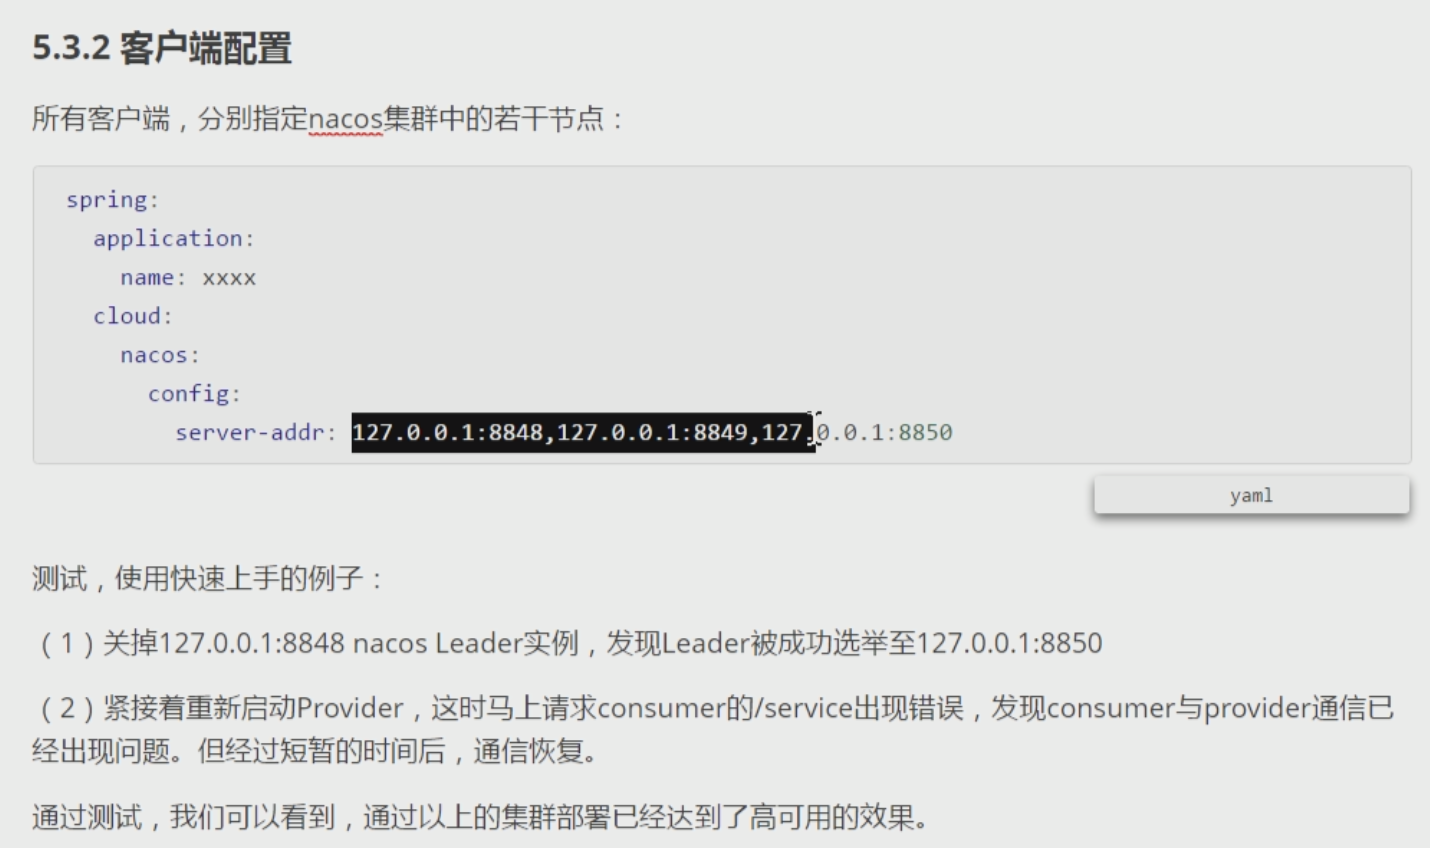 5.3.2 客户端配置
所有客户端，分别指定nacos集群中的若干节点：
spring:
application:
name: xxxx
cloud:
nacos:
config:
server-addr: 127.0.0.1:8848,127.0.0.1:8849,127.0.0.1:8850
yaml
测试，使用快速上手的例子：
（1）关掉127.0.0.1:8848 nacos Leader实例，发现Leader被成功选举至127.0.0.1:8850
（2）紧接着重新启动Provider，这时马上请求consumer的/service出现错误，发现consumer与provider通信已
经出现问题。但经过短暂的时间后，通信恢复。
通过测试，我们可以看到，通过以上的集群部署已经达到了高可用的效果。